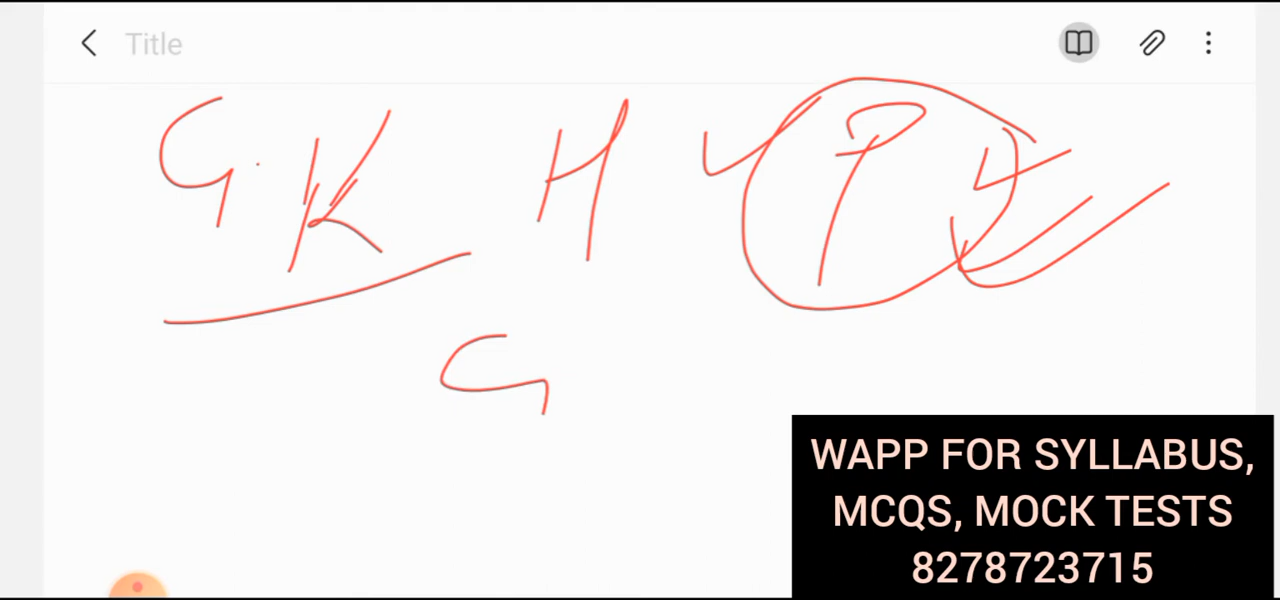 Title
G.K H P
G
WAPP FOR SYLLABUS,
MCQS, MOCK TESTS
8278723715